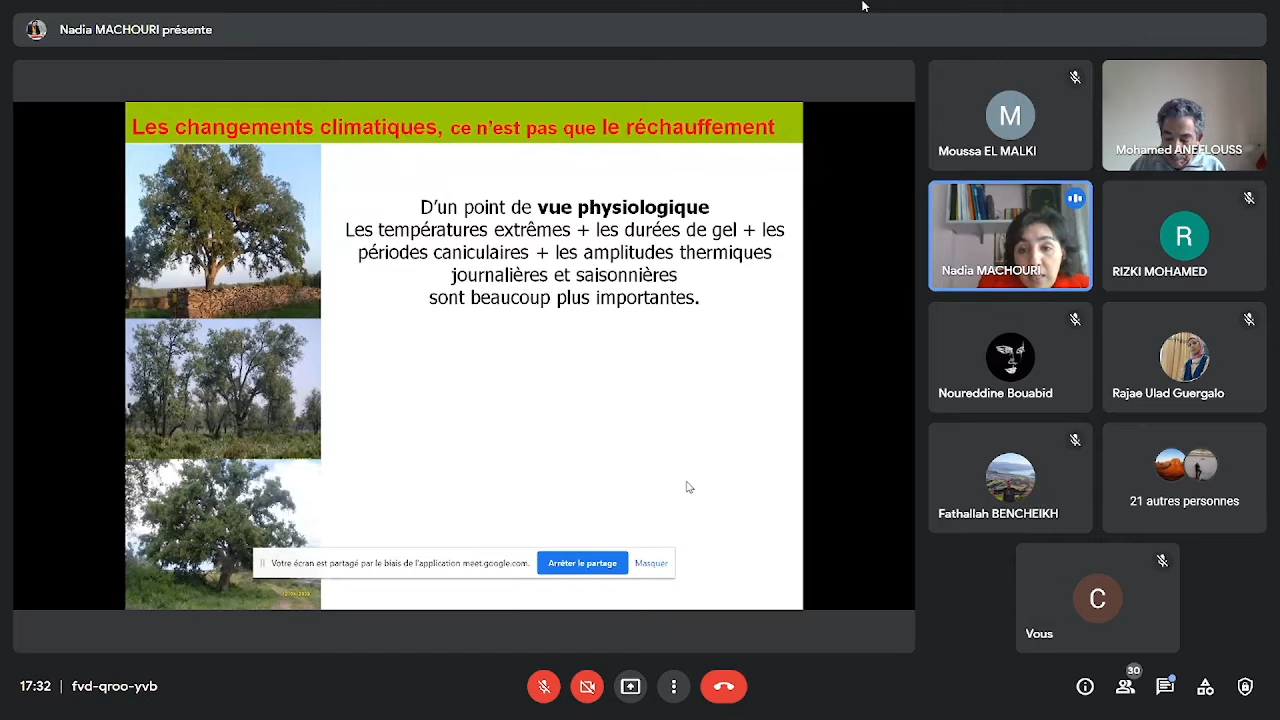 Nadia MACHOURI présente
Les changements climatiques, ce n'est pas que le réchauffement
D'un point de vue physiologique
Les températures extrêmes + les durées de gel + les
périodes caniculaires + les amplitudes thermiques
journalières et saisonnières
sont beaucoup plus importantes.
Votre écran est partagé par le biais de l'application meet.google.com.
Arrêter le partage
Masquer
M
Moussa EL MALKI
Mohamed ANEFLOUSS
Nadia MACHOURI
R
RIZKI MOHAMED
Noureddine Bouabid
Rajae Ulad Guergalo
Fathallah BENCHEIKH
21 autres personnes
C
Vous
17:32 | fvd-qroo-yvb
30